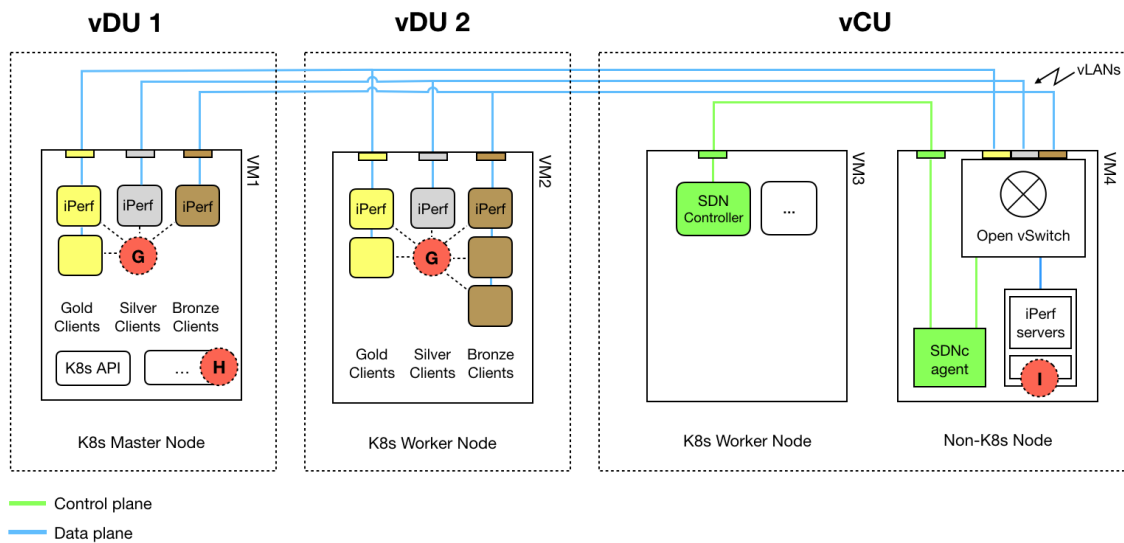 vDU 1
vDU 2
vCU
vLANs
VM1
iPerf
iPerf
iPerf
G
Gold
Clients
Silver
Clients
Bronze
Clients
K8s API
...
H
K8s Master Node
VM2
iPerf
iPerf
iPerf
G
Gold
Clients
Silver
Clients
Bronze
Clients
K8s Worker Node
VM3
SDN
Controller
...
K8s Worker Node
VM4
Open vSwitch
iPerf
servers
SDNc
agent
I
Non-K8s Node
Control plane
Data plane